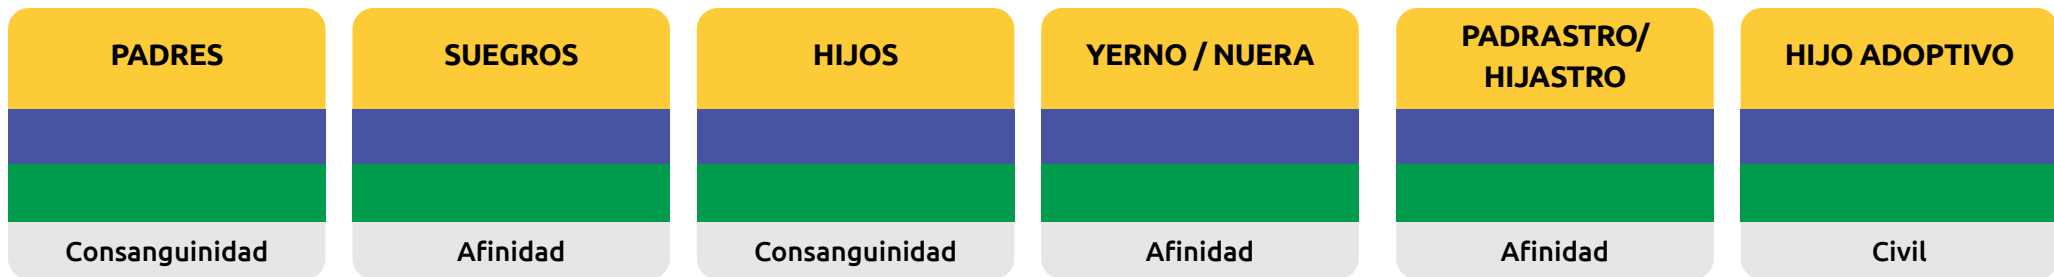 PADRES
SUEGROS
HIJOS
YERNO / NUERA
PADRASTRO/
HIJASTRO
HIJO ADOPTIVO
Consanguinidad
Afinidad
Consanguinidad
Afinidad
Afinidad
Civil